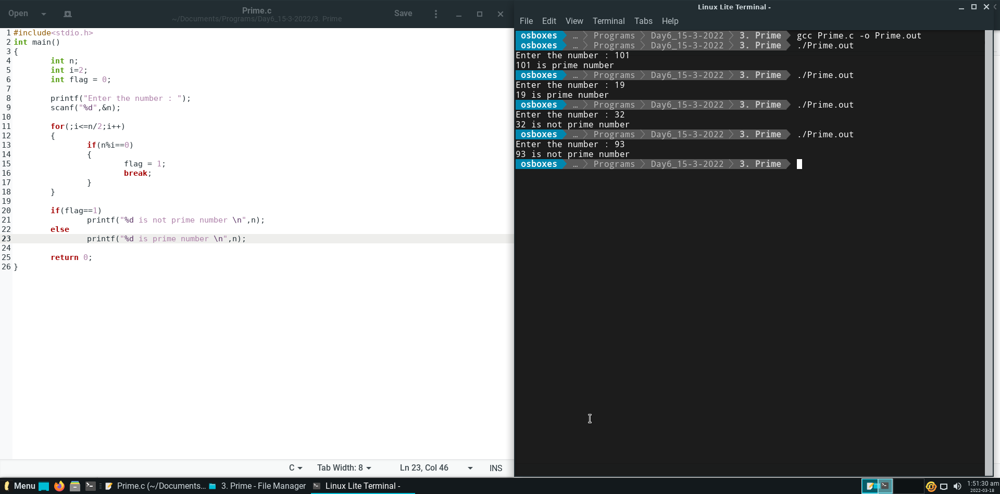 Open
Prime.c
~/Documents/Programs/Day6_15-3-2022/3. Prime
Save
1 #include<stdio.h>
2 int main()
3 {
4 int n;
5 int i=2;
6 int flag = 0;
7
8 printf("Enter the number : ");
9 scanf("%d",&n);
10
11 for(;i<=n/2;i++)
12 {
13 if(n%i==0)
14 {
15 flag = 1;
16 break;
17 }
18 }
19
20 if(flag==1)
21 printf("%d is not prime number \n",n);
22 else
23 printf("%d is prime number \n",n);
24
25 return 0;
26 }
C Tab Width: 8 Ln 23, Col 46 INS
Linux Lite Terminal -
File Edit View Terminal Tabs Help
osboxes … Programs Day6_15-3-2022 3. Prime gcc Prime.c -o Prime.out
osboxes … Programs Day6_15-3-2022 3. Prime ./Prime.out
Enter the number : 101
101 is prime number
osboxes … Programs Day6_15-3-2022 3. Prime ./Prime.out
Enter the number : 19
19 is prime number
osboxes … Programs Day6_15-3-2022 3. Prime ./Prime.out
Enter the number : 32
32 is not prime number
osboxes … Programs Day6_15-3-2022 3. Prime ./Prime.out
Enter the number : 93
93 is not prime number
osboxes … Programs Day6_15-3-2022 3. Prime
Menu Prime.c (~/Documents… 3. Prime - File Manager Linux Lite Terminal - 1:51:30 am
2022-03-18